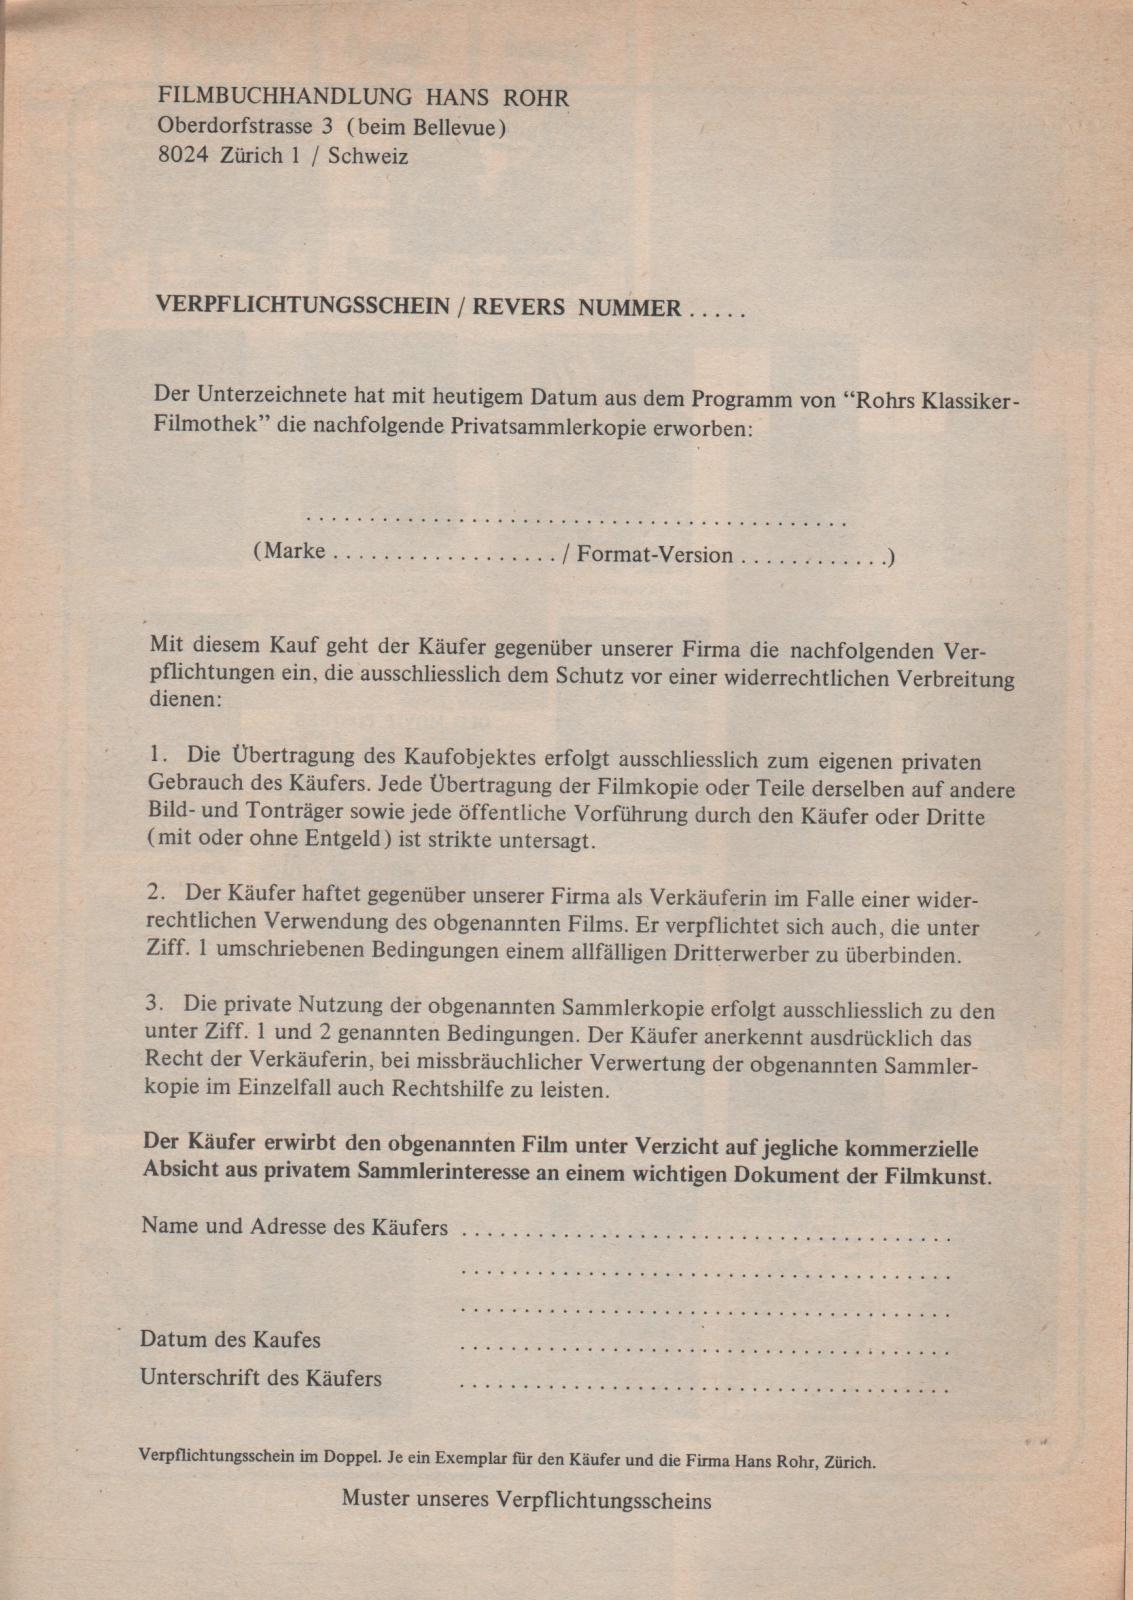 FILMBUCHHANDLUNG HANS ROHR
Oberdorfstrasse 3 (beim Bellevue)
8024 Zürich 1 / Schweiz
VERPFLICHTUNGSSCHEIN / REVERS NUMMER . . . . .
Der Unterzeichnete hat mit heutigem Datum aus dem Programm von “Rohrs Klassiker-
Filmothek” die nachfolgende Privatsammlerkopie erworben:
. . . . . . . . . . . . . . . . . . . . . . . . . . . . . . . . . . . . . . . . . .
(Marke . . . . . . . . . . . . . . . . . . / Format-Version . . . . . . . . . . . .)
Mit diesem Kauf geht der Käufer gegenüber unserer Firma die nachfolgenden Ver-
pflichtungen ein, die ausschliesslich dem Schutz vor einer widerrechtlichen Verbreitung
dienen:
1. Die Übertragung des Kaufobjektes erfolgt ausschliesslich zum eigenen privaten
Gebrauch des Käufers. Jede Übertragung der Filmkopie oder Teile derselben auf andere
Bild- und Tonträger sowie jede öffentliche Vorführung durch den Käufer oder Dritte
(mit oder ohne Entgeld) ist strikte untersagt.
2. Der Käufer haftet gegenüber unserer Firma als Verkäuferin im Falle einer wider-
rechtlichen Verwendung des obgenannten Films. Er verpflichtet sich auch, die unter
Ziff. 1 umschriebenen Bedingungen einem allfälligen Dritterwerber zu überbinden.
3. Die private Nutzung der obgenannten Sammlerkopie erfolgt ausschliesslich zu den
unter Ziff. 1 und 2 genannten Bedingungen. Der Käufer anerkennt ausdrücklich das
Recht der Verkäuferin, bei missbräuchlicher Verwertung der obgenannten Sammler-
kopie im Einzelfall auch Rechtshilfe zu leisten.
Der Käufer erwirbt den obgenannten Film unter Verzicht auf jegliche kommerzielle
Absicht aus privatem Sammlerinteresse an einem wichtigen Dokument der Filmkunst.
Name und Adresse des Käufers . . . . . . . . . . . . . . . . . . . . . . . . . . . . . . . . . . . . . . .
. . . . . . . . . . . . . . . . . . . . . . . . . . . . . . . . . . . . . . .
. . . . . . . . . . . . . . . . . . . . . . . . . . . . . . . . . . . . . . .
Datum des Kaufes . . . . . . . . . . . . . . . . . . . . . . . . . . . . . . . . . . . . . . .
Unterschrift des Käufers . . . . . . . . . . . . . . . . . . . . . . . . . . . . . . . . . . . . . . .
Verpflichtungsschein im Doppel. Je ein Exemplar für den Käufer und die Firma Hans Rohr, Zürich.
Muster unseres Verpflichtungsscheins